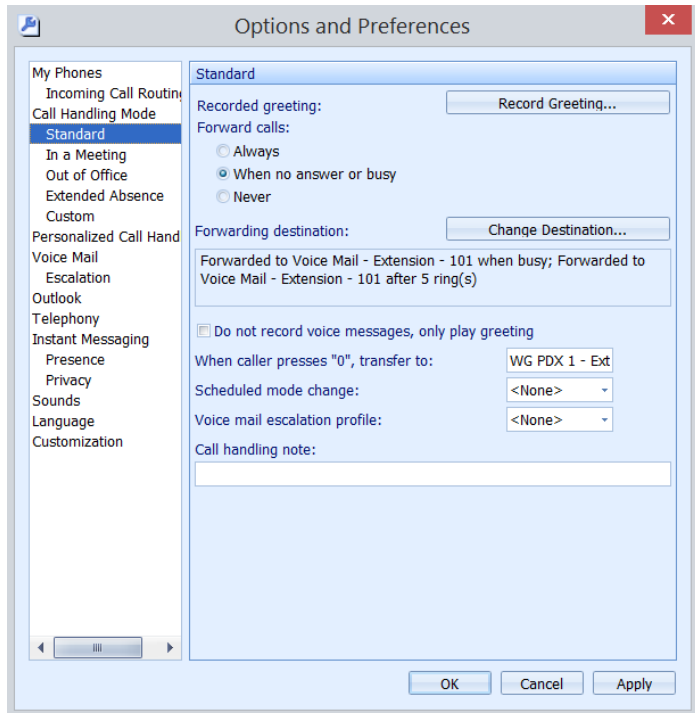 Options and Preferences
My Phones
Incoming Call Routin
Call Handling Mode
Standard
In a Meeting
Out of Office
Extended Absence
Custom
Personalized Call Hand
Voice Mail
Escalation
Outlook
Telephony
Instant Messaging
Presence
Privacy
Sounds
Language
Customization
Standard
Recorded greeting: Record Greeting...
Forward calls:
Always
When no answer or busy
Never
Forwarding destination: Change Destination...
Forwarded to Voice Mail - Extension - 101 when busy; Forwarded to
Voice Mail - Extension - 101 after 5 ring(s)
Do not record voice messages, only play greeting
When caller presses "0", transfer to: WG PDX 1 - Ext
Scheduled mode change: <None>
Voice mail escalation profile: <None>
Call handling note:
OK Cancel Apply